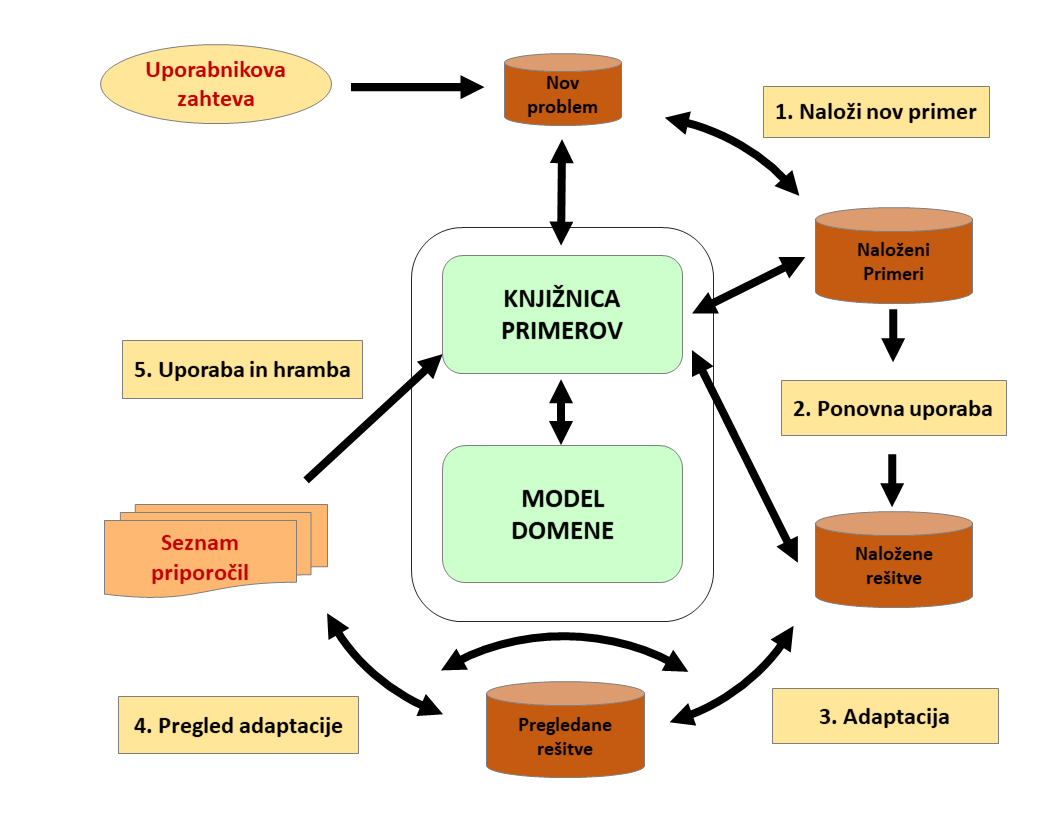 Uporabnikova
zahteva
Nov
problem
1. Naloži nov primer
Naloženi
Primeri
KNJIŽNICA
PRIMEROV
5. Uporaba in hramba
2. Ponovna uporaba
MODEL
DOMENE
Seznam
priporočil
Naložene
rešitve
4. Pregled adaptacije
Pregledane
rešitve
3. Adaptacija